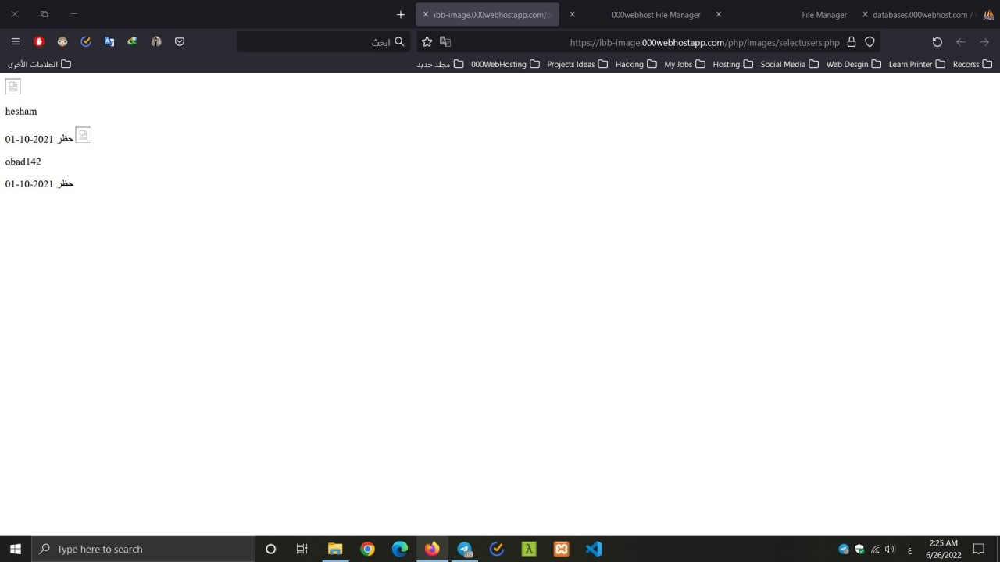 ibb-image.000webhostapp.com/p
000webhost File Manager
File Manager
databases.000webhost.com /
ابحث
https://ibb-image.000webhostapp.com/php/images/selectusers.php
العلامات الأخرى
مجلد جديد
000WebHosting
Projects Ideas
Hacking
My Jobs
Hosting
Social Media
Web Desgin
Learn Printer
Recorss
hesham
حظر 2021-10-01
obad142
حظر 2021-10-01
Type here to search
ع
2:25 AM
6/26/2022